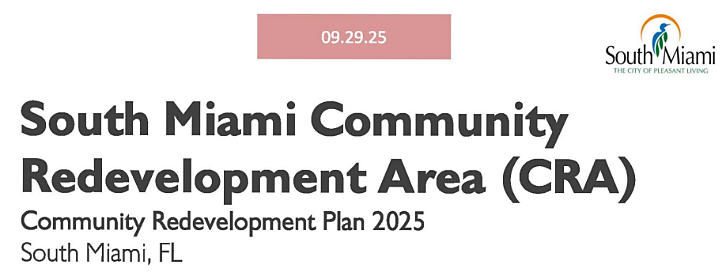 09.29.25
South Miami
THE CITY OF PLEASANT LIVING
South Miami Community
Redevelopment Area (CRA)
Community Redevelopment Plan 2025
South Miami, FL